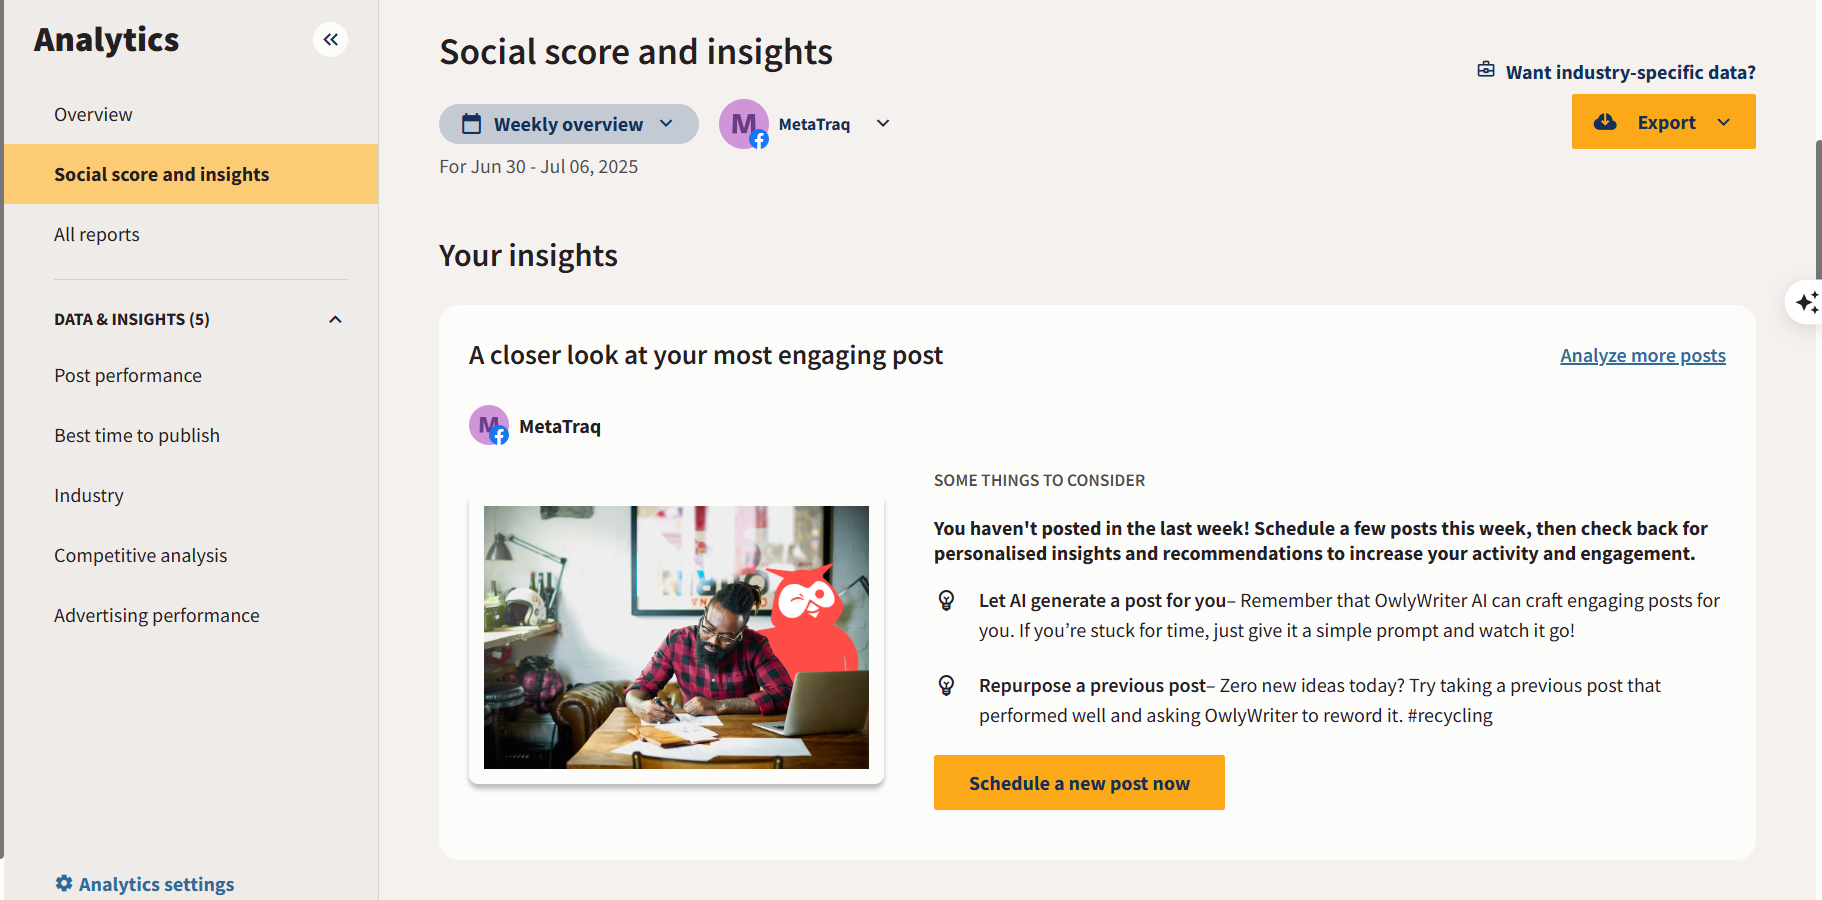 Analytics
Overview
Social score and insights
All reports
DATA & INSIGHTS (5)
Post performance
Best time to publish
Industry
Competitive analysis
Advertising performance
Analytics settings
Social score and insights
Want industry-specific data?
Weekly overview
M
MetaTraq
Export
For Jun 30 - Jul 06, 2025
Your insights
A closer look at your most engaging post
Analyze more posts
M
MetaTraq
SOME THINGS TO CONSIDER
You haven't posted in the last week! Schedule a few posts this week, then check back for
personalised insights and recommendations to increase your activity and engagement.
Let AI generate a post for you– Remember that OwlyWriter AI can craft engaging posts for
you. If you’re stuck for time, just give it a simple prompt and watch it go!
Repurpose a previous post– Zero new ideas today? Try taking a previous post that
performed well and asking OwlyWriter to reword it. #recycling
Schedule a new post now